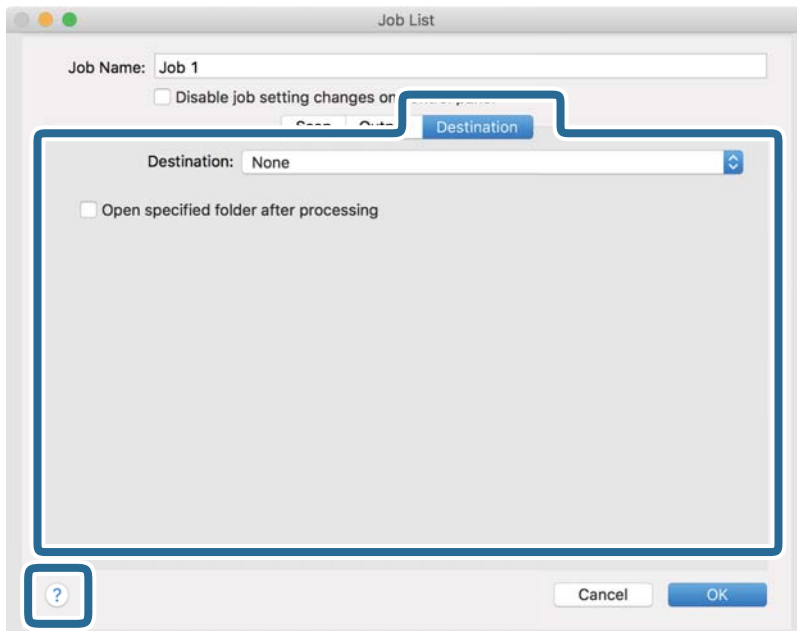 Job List
Job Name: Job 1
Disable job setting changes on
Destination
Destination: None
Open specified folder after processing
?
Cancel OK